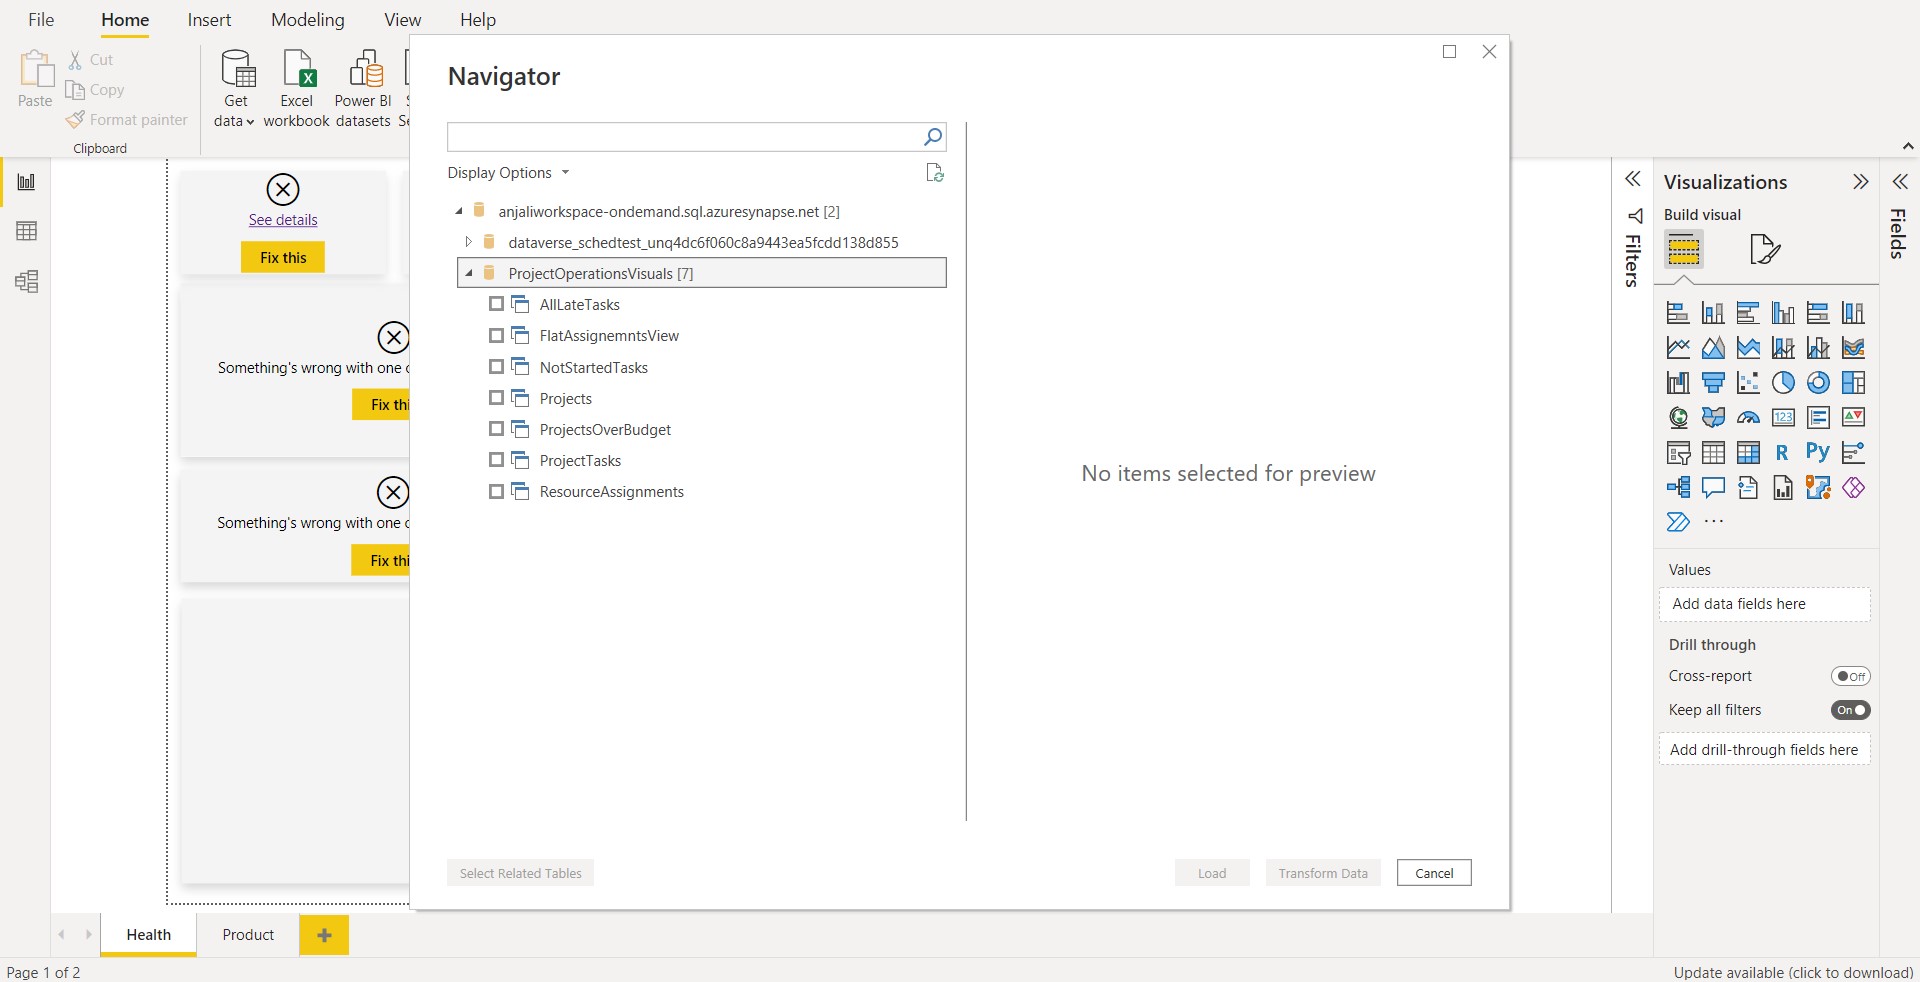 File Home Insert Modeling View Help
Paste
Cut
Copy
Format painter
Clipboard
Get data
Excel workbook
Power BI datasets
Navigator
Display Options
anjaliworkspace-ondemand.sql.azuresynapse.net [2]
dataverse_schedtest_unq4dc6f060c8a9443ea5fcdd138d855
ProjectOperationsVisuals [7]
AllLateTasks
FlatAssignemntsView
NotStartedTasks
Projects
ProjectsOverBudget
ProjectTasks
ResourceAssignments
No items selected for preview
Select Related Tables
Load
Transform Data
Cancel
See details
Fix this
Something's wrong with one
Fix thi
Something's wrong with one
Fix thi
Filters
Visualizations
Build visual
123
R
Py
Values
Add data fields here
Drill through
Cross-report
Off
Keep all filters
On
Add drill-through fields here
Fields
Health
Product
Page 1 of 2
Update available (click to download)